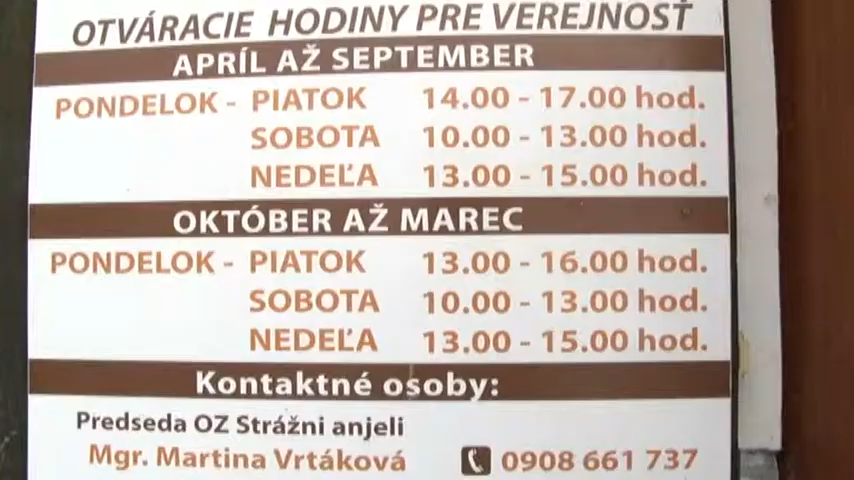 OTVÁRACIE HODINY PRE VEREJNOSŤ
APRÍL AŽ SEPTEMBER
PONDELOK - PIATOK 14.00 - 17.00 hod.
SOBOTA 10.00 - 13.00 hod.
NEDEĽA 13.00 - 15.00 hod.
OKTÓBER AŽ MAREC
PONDELOK - PIATOK 13.00 - 16.00 hod.
SOBOTA 10.00 - 13.00 hod.
NEDEĽA 13.00 - 15.00 hod.
Kontaktné osoby:
Predseda OZ Strážni anjeli
Mgr. Martina Vrtáková 0908 661 737